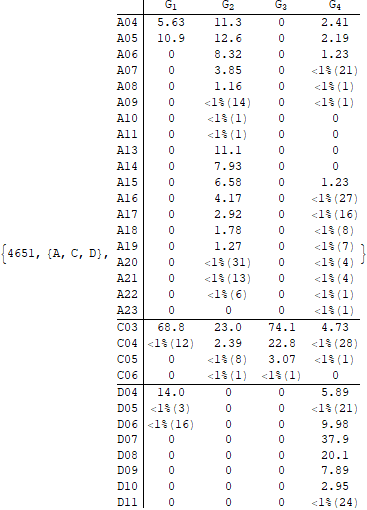 G1 G2 G3 G4
A04 5.63 11.3 0 2.41
A05 10.9 12.6 0 2.19
A06 0 8.32 0 1.23
A07 0 3.85 0 <1%(21)
A08 0 1.16 0 <1%(1)
A09 0 <1%(14) 0 <1%(1)
A10 0 <1%(1) 0 0
A11 0 <1%(1) 0 0
A13 0 11.1 0 0
A14 0 7.93 0 0
A15 0 6.58 0 1.23
A16 0 4.17 0 <1%(27)
A17 0 2.92 0 <1%(16)
A18 0 1.78 0 <1%(8)
A19 0 1.27 0 <1%(7)
{4651, {A, C, D}, A20 0 <1%(31) 0 <1%(4) }
A21 0 <1%(13) 0 <1%(4)
A22 0 <1%(6) 0 <1%(1)
A23 0 0 0 <1%(1)
C03 68.8 23.0 74.1 4.73
C04 <1%(12) 2.39 22.8 <1%(28)
C05 0 <1%(8) 3.07 <1%(1)
C06 0 <1%(1) <1%(1) 0
D04 14.0 0 0 5.89
D05 <1%(3) 0 0 <1%(21)
D06 <1%(16) 0 0 9.98
D07 0 0 0 37.9
D08 0 0 0 20.1
D09 0 0 0 7.89
D10 0 0 0 2.95
D11 0 0 0 <1%(24)